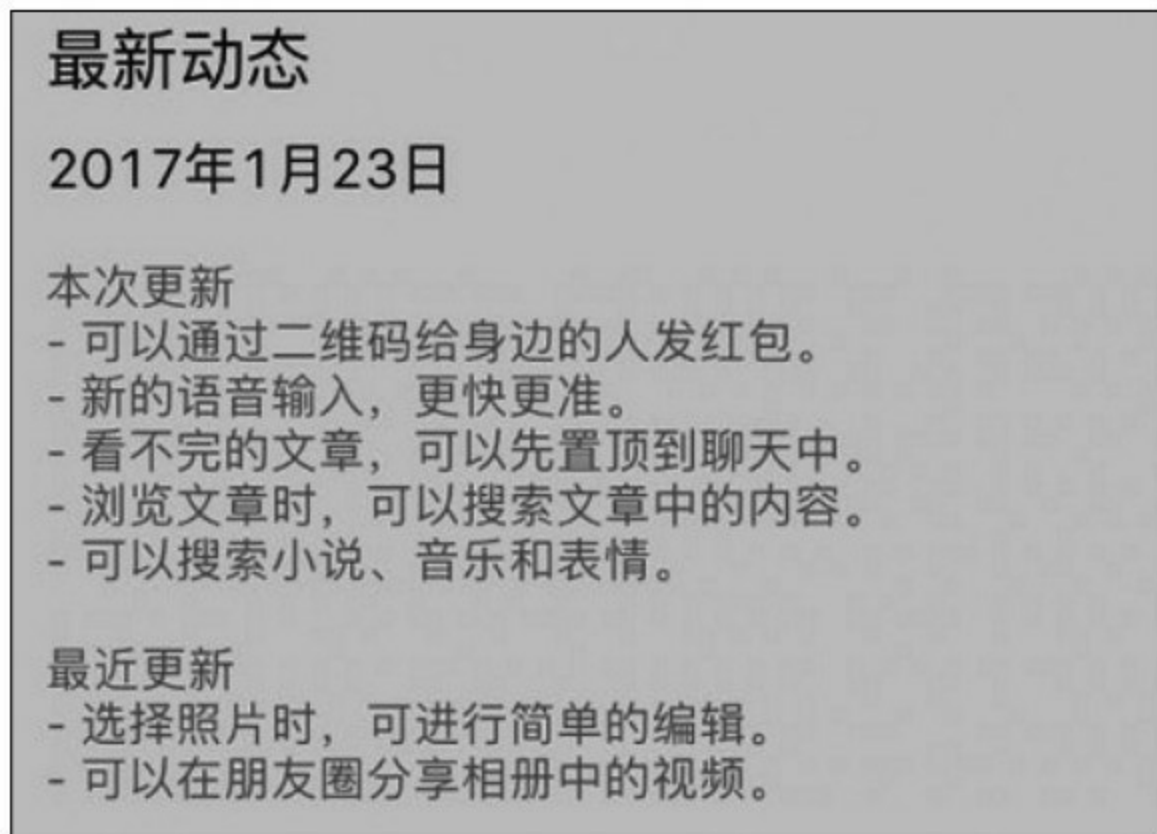 最新动态
2017年1月23日
本次更新
- 可以通过二维码给身边的人发红包。
- 新的语音输入，更快更准。
- 看不完的文章，可以先置顶到聊天中。
- 浏览文章时，可以搜索文章中的内容。
- 可以搜索小说、音乐和表情。
最近更新
- 选择照片时，可进行简单的编辑。
- 可以在朋友圈分享相册中的视频。